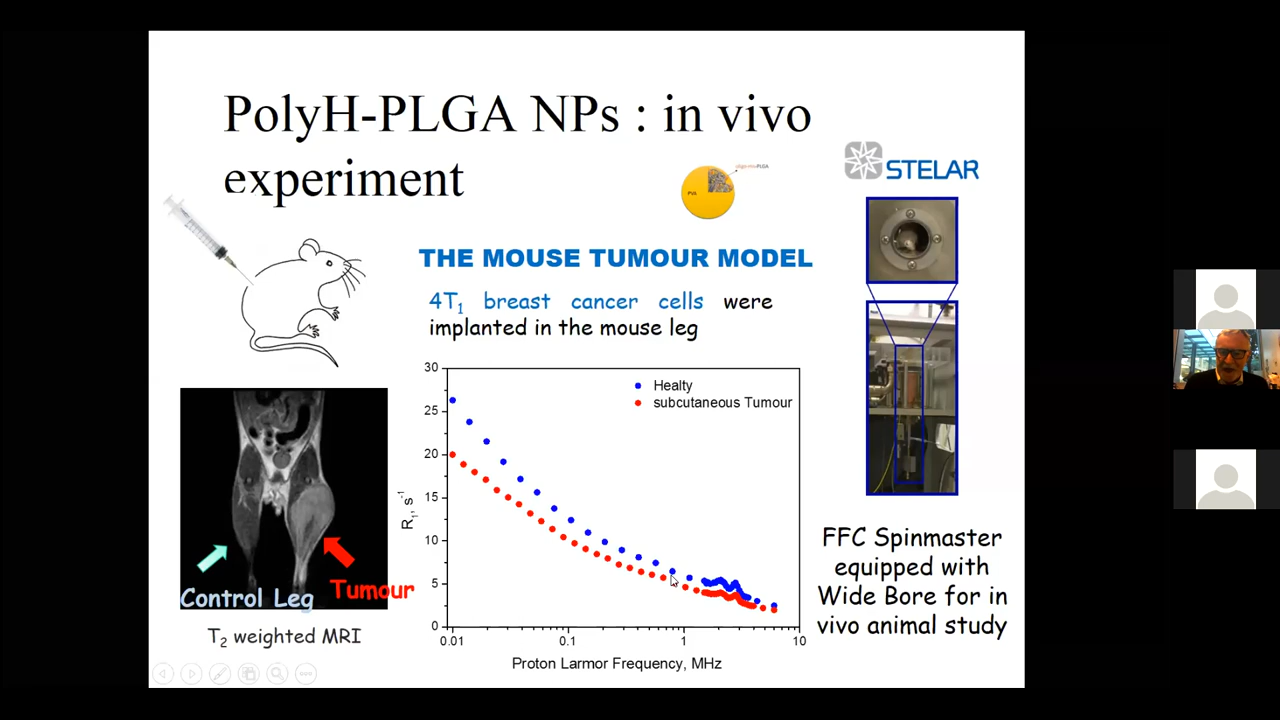 PolyH-PLGA NPs : in vivo
experiment
STELAR
PVA
THE MOUSE TUMOUR MODEL
4T1 breast cancer cells were
implanted in the mouse leg
30
25
20
15
10
5
0
R1, s-1
Healty
subcutaneous Tumour
0.01
0.1
1
10
Proton Larmor Frequency, MHz
Control Leg
Tumour
T2 weighted MRI
FFC Spinmaster
equipped with
Wide Bore for in
vivo animal study